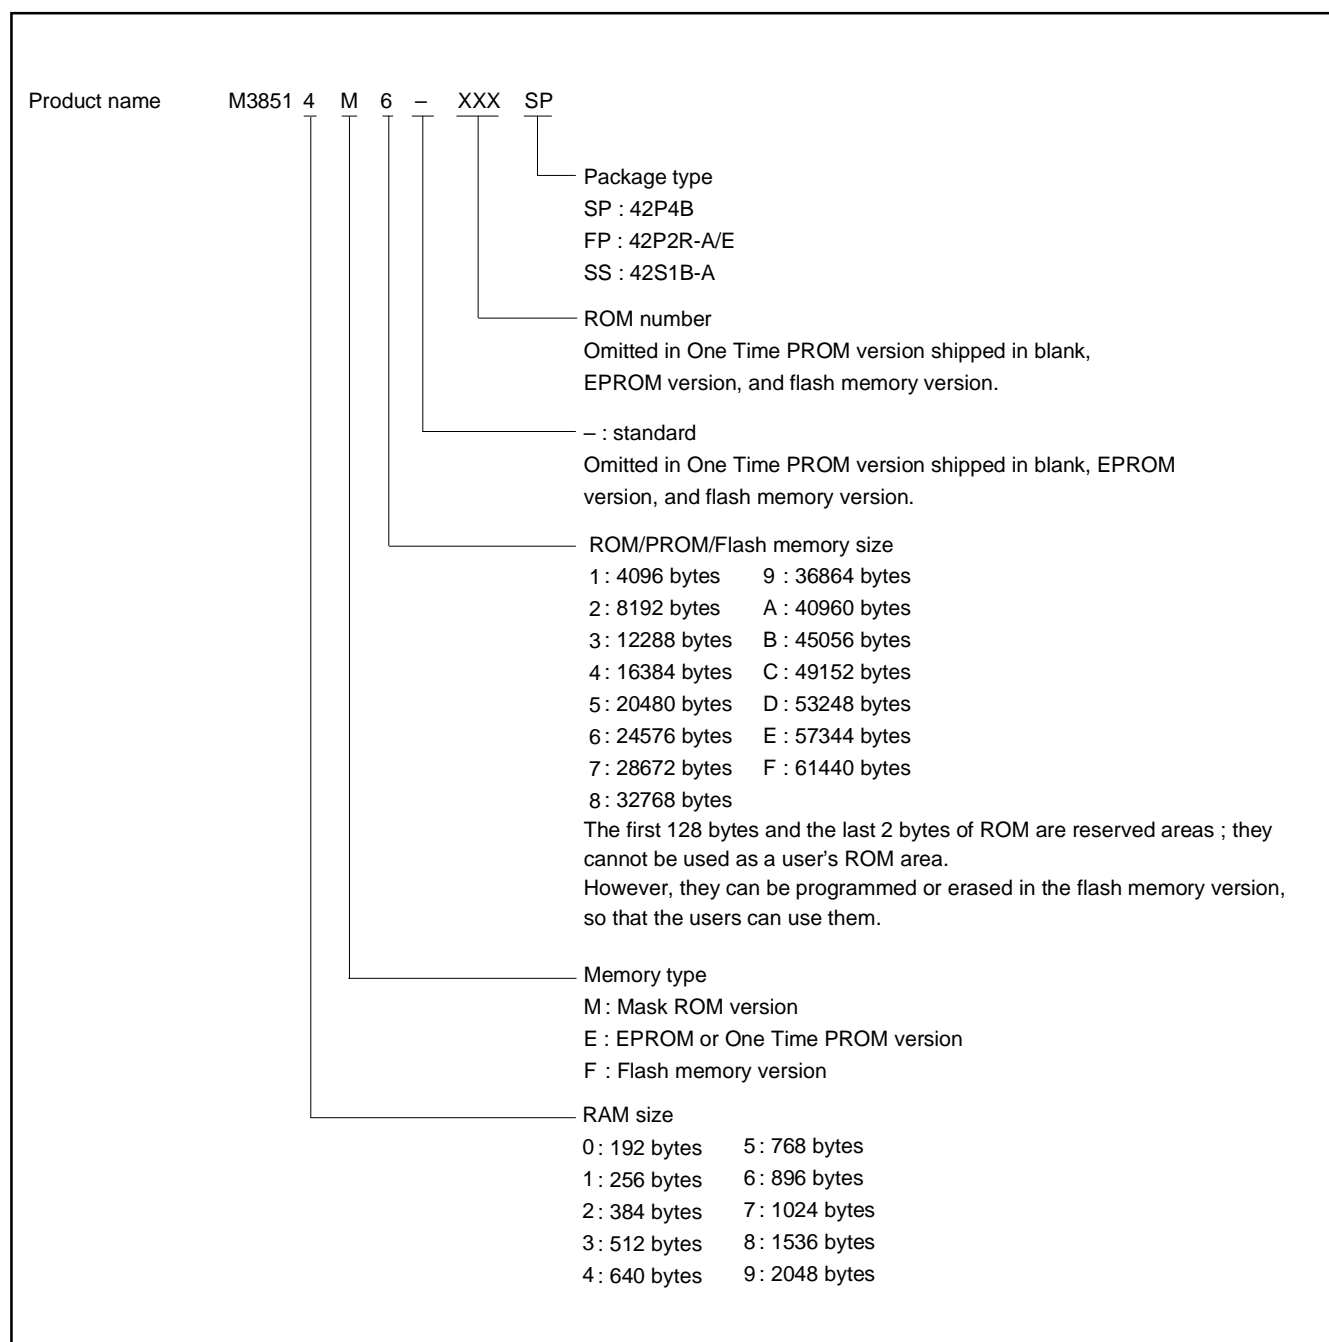 Product name M3851 4 M 6 – XXX SP
Package type
SP : 42P4B
FP : 42P2R-A/E
SS : 42S1B-A
ROM number
Omitted in One Time PROM version shipped in blank,
EPROM version, and flash memory version.
– : standard
Omitted in One Time PROM version shipped in blank, EPROM
version, and flash memory version.
ROM/PROM/Flash memory size
1 : 4096 bytes 9 : 36864 bytes
2 : 8192 bytes A : 40960 bytes
3 : 12288 bytes B : 45056 bytes
4 : 16384 bytes C : 49152 bytes
5 : 20480 bytes D : 53248 bytes
6 : 24576 bytes E : 57344 bytes
7 : 28672 bytes F : 61440 bytes
8 : 32768 bytes
The first 128 bytes and the last 2 bytes of ROM are reserved areas ; they
cannot be used as a user’s ROM area.
However, they can be programmed or erased in the flash memory version,
so that the users can use them.
Memory type
M : Mask ROM version
E : EPROM or One Time PROM version
F : Flash memory version
RAM size
0 : 192 bytes 5 : 768 bytes
1 : 256 bytes 6 : 896 bytes
2 : 384 bytes 7 : 1024 bytes
3 : 512 bytes 8 : 1536 bytes
4 : 640 bytes 9 : 2048 bytes